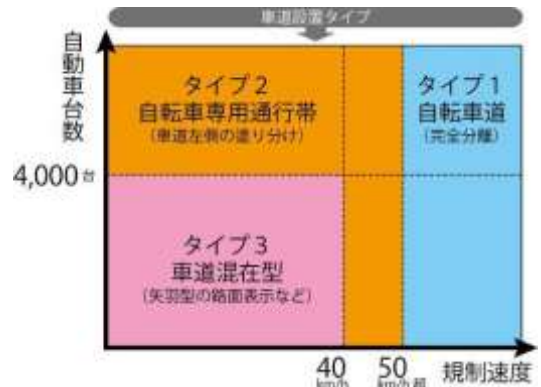 車道設置タイプ
自動車台数
タイプ2
自転車専用通行帯
(車道左側の塗り分け)
タイプ1
自転車道
(完全分離)
4,000台
タイプ3
車道混在型
(矢羽型の路面表示など)
40
km/h
50
km/h 超
規制速度